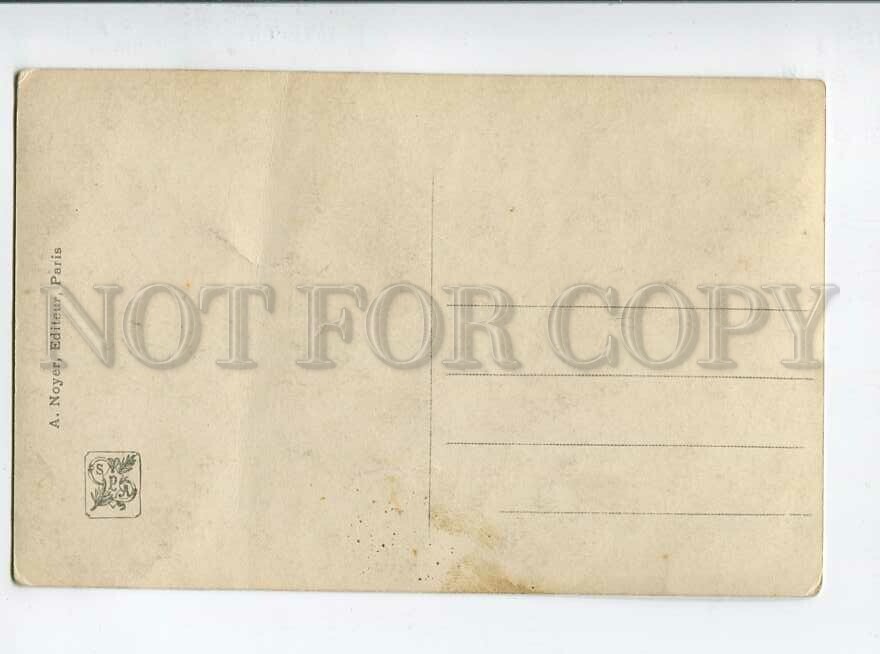 A. Noyer, Editeur, Paris
NOT FOR COPY
SPA